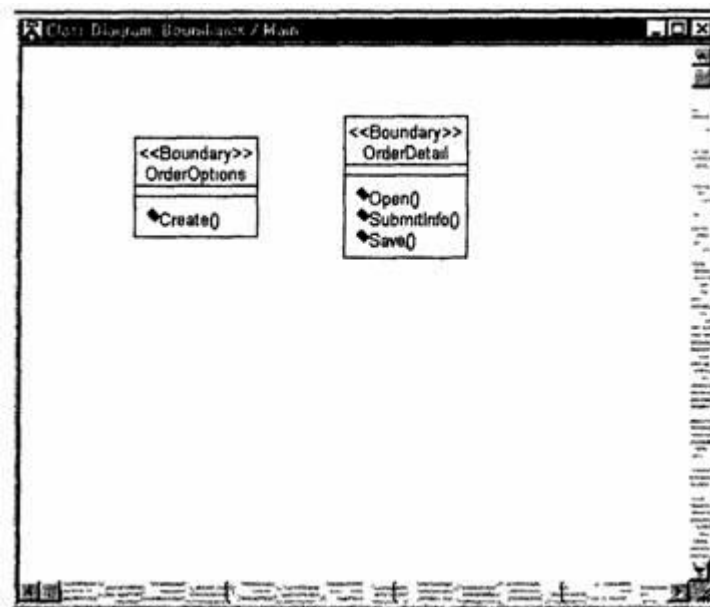 Class Diagram: Boundaries / Main
<<Boundary>>
OrderOptions
Create()
<<Boundary>>
OrderDetail
Open()
SubmitInfo()
Save()